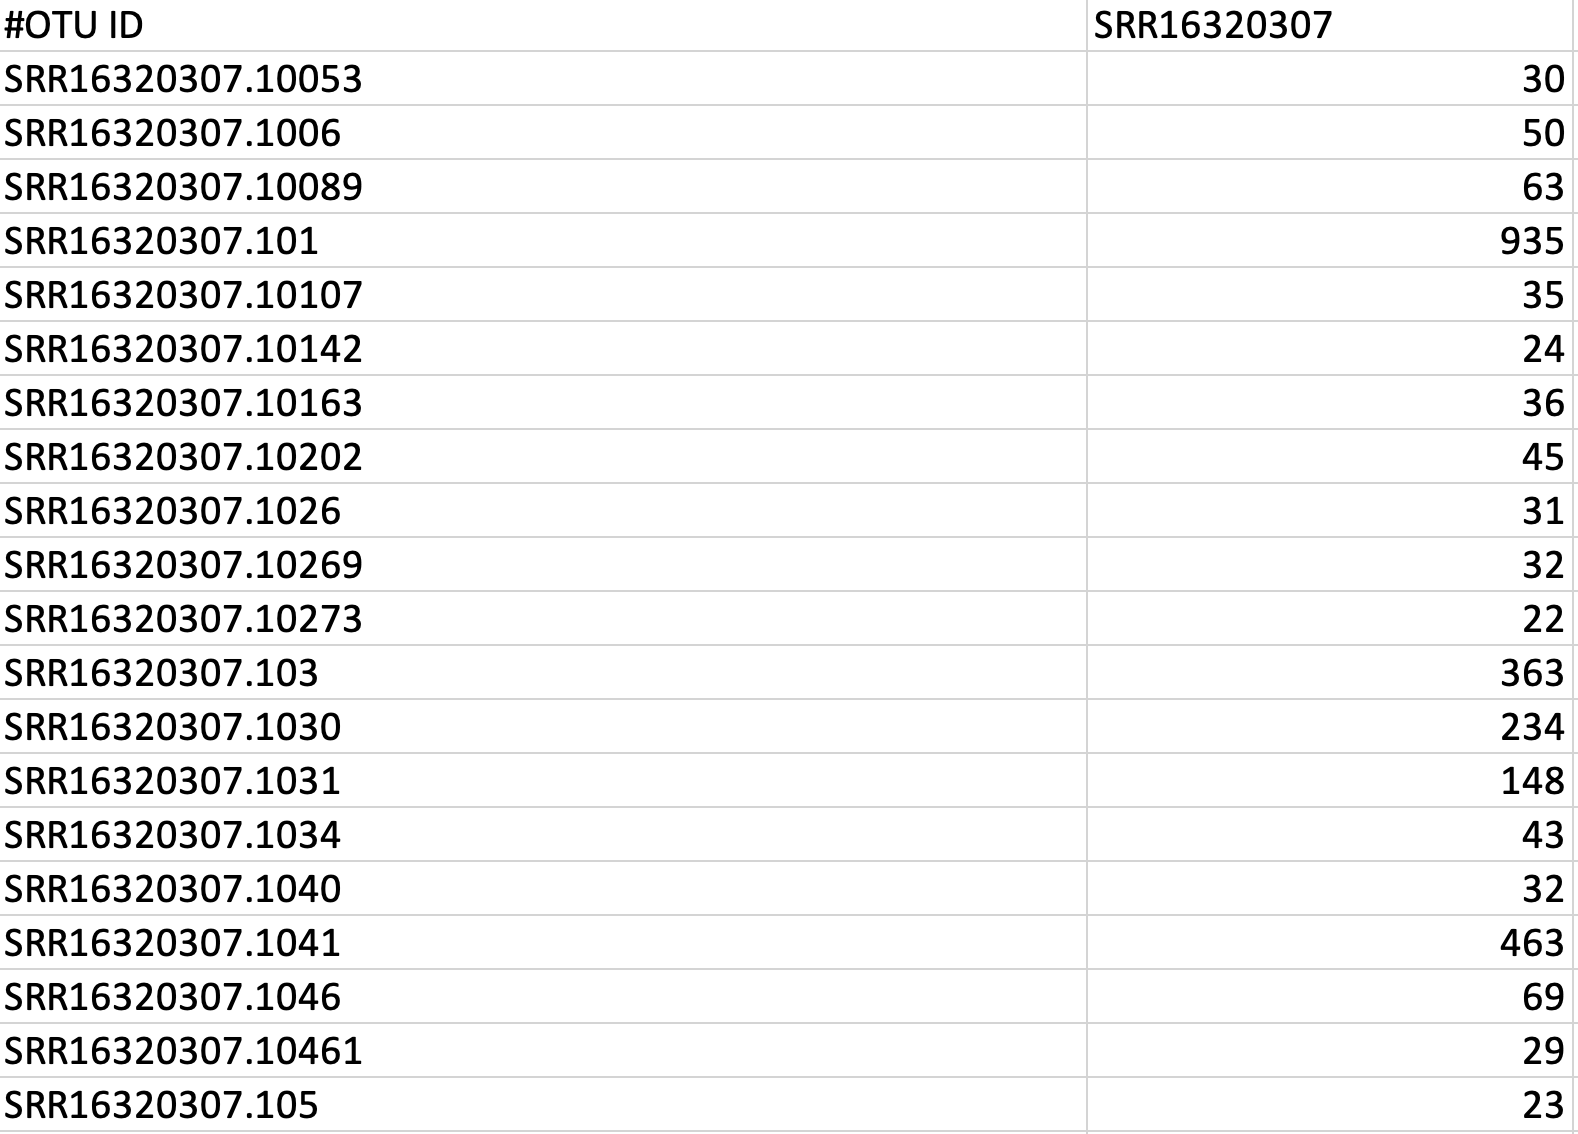 #OTU ID SRR16320307
SRR16320307.10053 30
SRR16320307.1006 50
SRR16320307.10089 63
SRR16320307.101 935
SRR16320307.10107 35
SRR16320307.10142 24
SRR16320307.10163 36
SRR16320307.10202 45
SRR16320307.1026 31
SRR16320307.10269 32
SRR16320307.10273 22
SRR16320307.103 363
SRR16320307.1030 234
SRR16320307.1031 148
SRR16320307.1034 43
SRR16320307.1040 32
SRR16320307.1041 463
SRR16320307.1046 69
SRR16320307.10461 29
SRR16320307.105 23